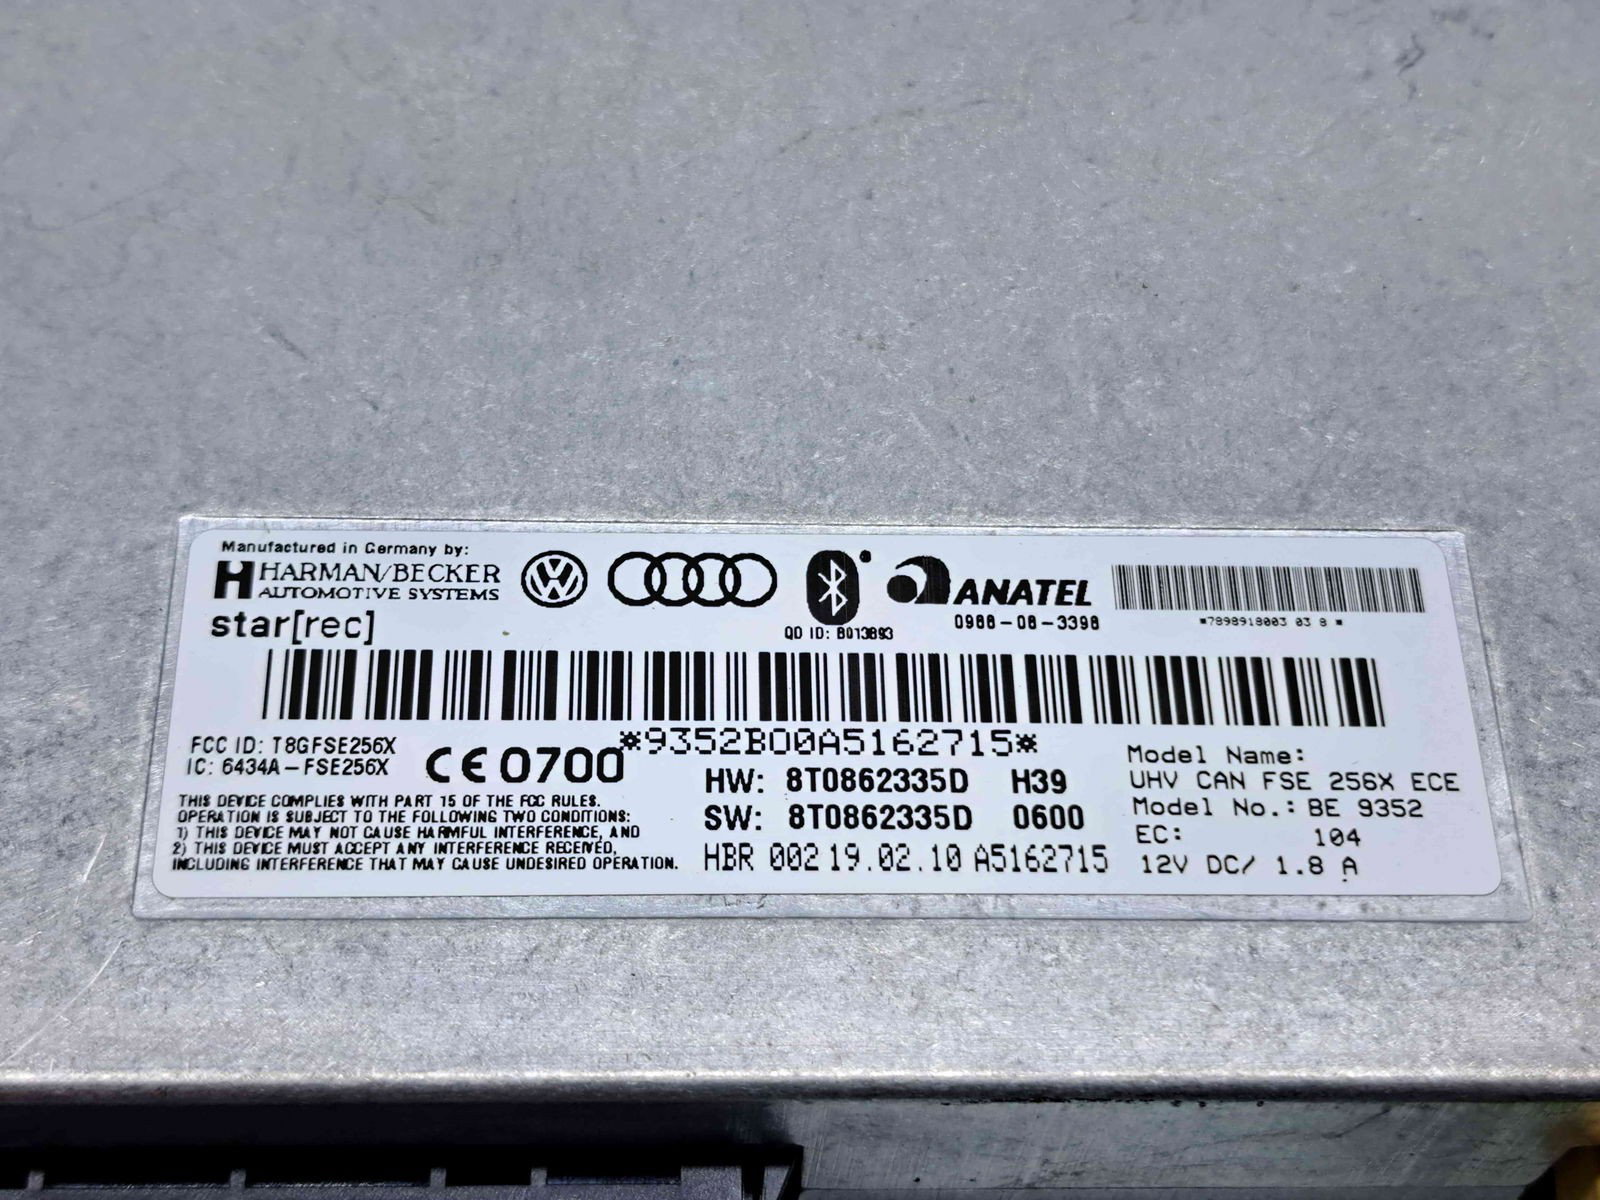 Manufactured in Germany by:
HARMAN/BECKER
AUTOMOTIVE SYSTEMS
star[rec]
QD ID: B013893
ANATEL
0988-08-3398
*7898918003 03 8 *
*9352B00A5162715*
FCC ID: T8GFSE256X
IC: 6434A-FSE256X
CE 0700
THIS DEVICE COMPLIES WITH PART 15 OF THE FCC RULES.
OPERATION IS SUBJECT TO THE FOLLOWING TWO CONDITIONS:
1) THIS DEVICE MAY NOT CAUSE HARMFUL INTERFERENCE, AND
2) THIS DEVICE MUST ACCEPT ANY INTERFERENCE RECEIVED,
INCLUDING INTERFERENCE THAT MAY CAUSE UNDESIRED OPERATION.
HW: 8T0862335D H39
SW: 8T0862335D 0600
HBR 002 19.02.10 A5162715
Model Name:
UHV CAN FSE 256X ECE
Model No.: BE 9352
EC: 104
12V DC/ 1.8 A